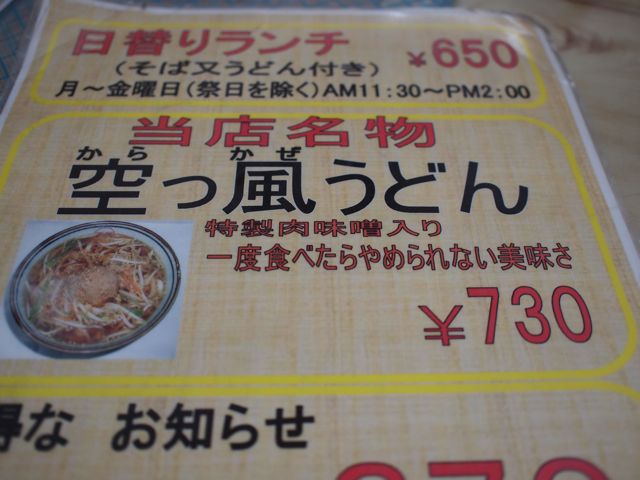 日替りランチ ￥650
(そば又うどん付き)
月～金曜日(祭日を除く)AM11:30～PM2:00
当店名物
から かぜ
空っ風うどん
特製肉味噌入り
一度食べたらやめられない美味さ
￥730
得な お知らせ